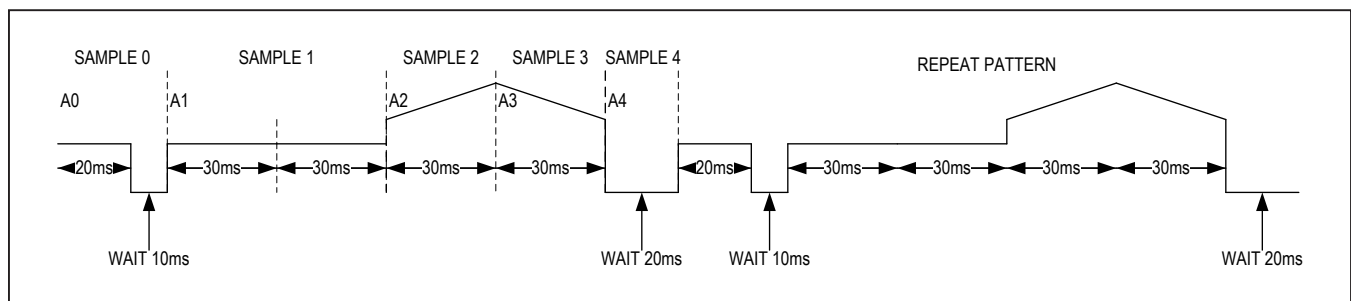 SAMPLE 0 SAMPLE 1 SAMPLE 2 SAMPLE 3 SAMPLE 4 REPEAT PATTERN
A0 A1 A2 A3 A4
20ms 30ms 30ms 30ms 30ms 20ms 30ms 30ms 30ms 30ms
WAIT 10ms WAIT 20ms WAIT 10ms WAIT 20ms